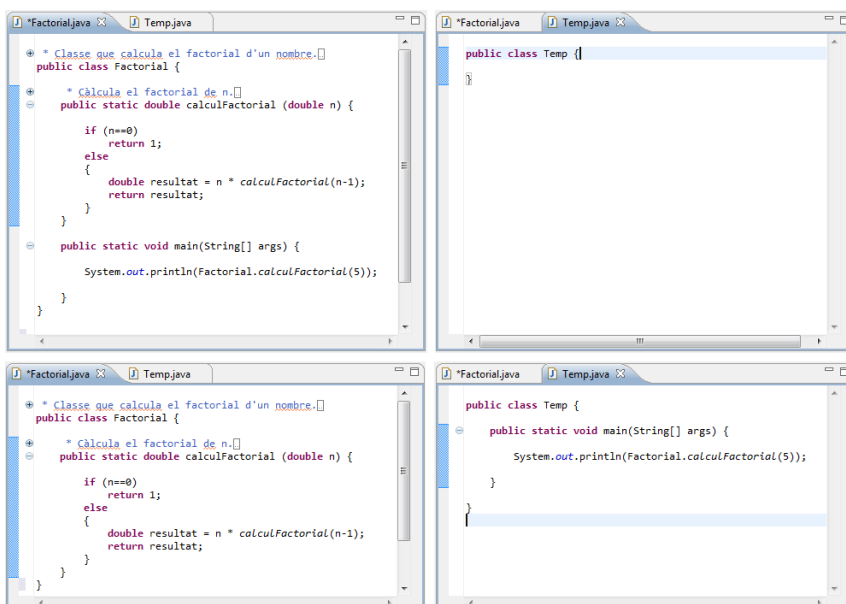 *Factorial.java Temp.java
* Classe que calcula el factorial d'un nombre.
public class Factorial {
* Càlcula el factorial de n.
public static double calculFactorial (double n) {
if (n==0)
return 1;
else
{
double resultat = n * calculFactorial(n-1);
return resultat;
}
}
public static void main(String[] args) {
System.out.println(Factorial.calculFactorial(5));
}
}
*Factorial.java Temp.java
public class Temp {
}
*Factorial.java Temp.java
* Classe que calcula el factorial d'un nombre.
public class Factorial {
* Càlcula el factorial de n.
public static double calculFactorial (double n) {
if (n==0)
return 1;
else
{
double resultat = n * calculFactorial(n-1);
return resultat;
}
}
}
*Factorial.java Temp.java
public class Temp {
public static void main(String[] args) {
System.out.println(Factorial.calculFactorial(5));
}
}